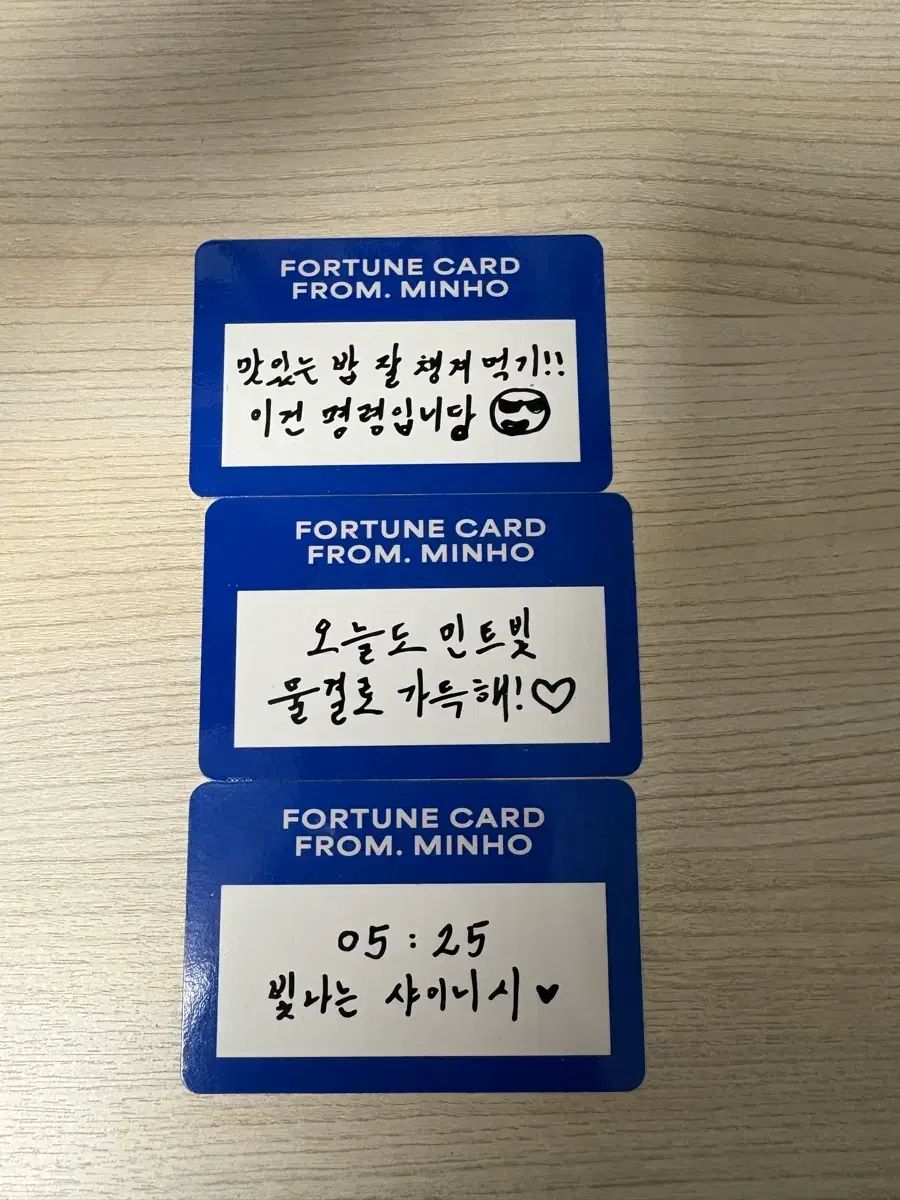 FORTUNE CARD
FROM. MINHO
맛있는 밥 잘 챙겨 먹기!!
이건 명령입니당
FORTUNE CARD
FROM. MINHO
오늘도 민트빛
물결로 가득해!♡
FORTUNE CARD
FROM. MINHO
05:25
빛나는 샤이니시 ♥